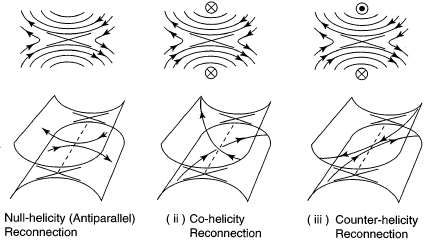 Null-helicity (Antiparallel)
Reconnection
( ii ) Co-helicity
Reconnection
(iii ) Counter-helicity
Reconnection